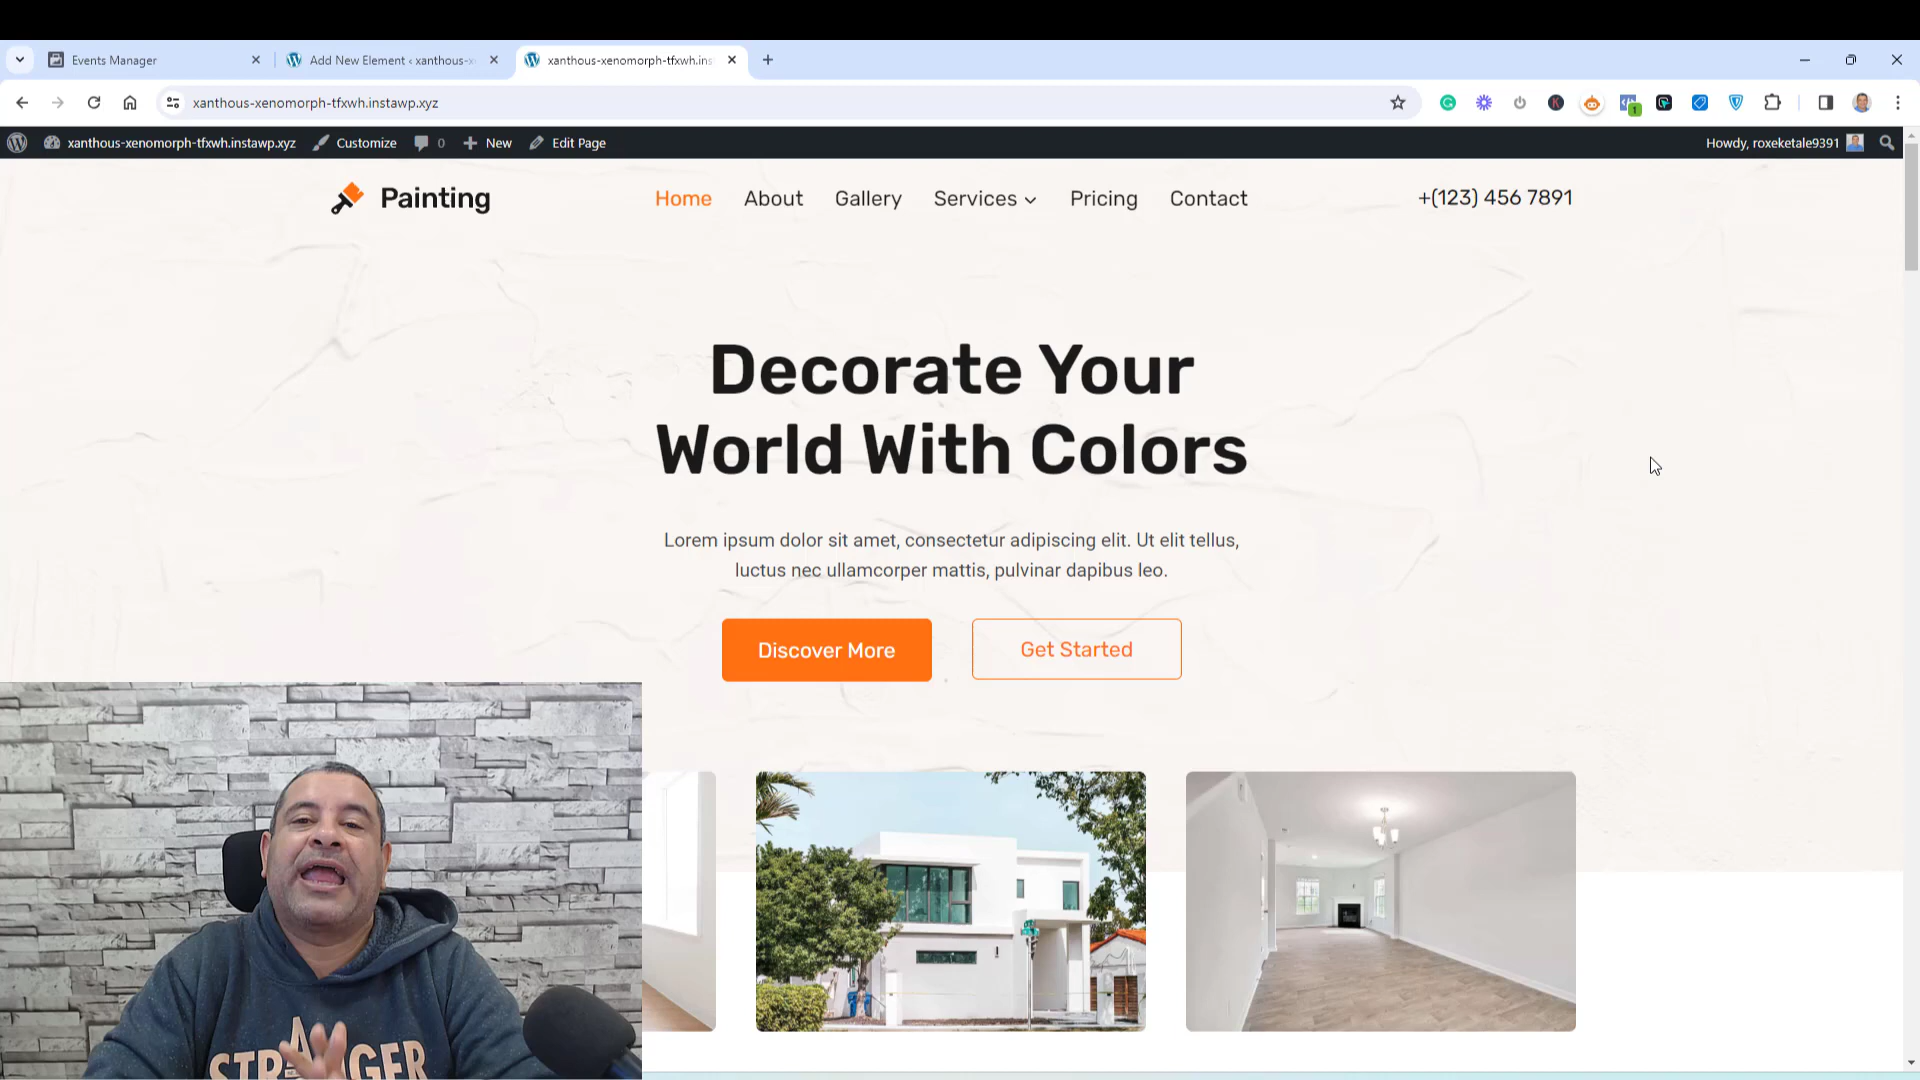 Events Manager
Add New Element ‹ xanthous-x
xanthous-xenomorph-tfxwh.ins
xanthous-xenomorph-tfxwh.instawp.xyz
1
xanthous-xenomorph-tfxwh.instawp.xyz
Customize
0
New
Edit Page
Howdy, roxeketale9391
Painting
Home
About
Gallery
Services
Pricing
Contact
+(123) 456 7891
Decorate Your
World With Colors
Lorem ipsum dolor sit amet, consectetur adipiscing elit. Ut elit tellus,
luctus nec ullamcorper mattis, pulvinar dapibus leo.
Discover More
Get Started